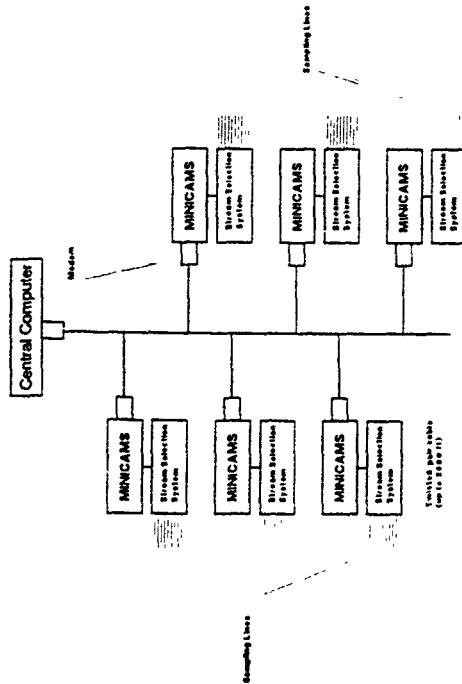 Central Computer
Modem
Sampling Lines
MINICAMS
Stream Selection
System
MINICAMS
Stream Selection
System
MINICAMS
Stream Selection
System
MINICAMS
Stream Selection
System
MINICAMS
Stream Selection
System
MINICAMS
Stream Selection
System
Twisted pair cable
Sampling Lines